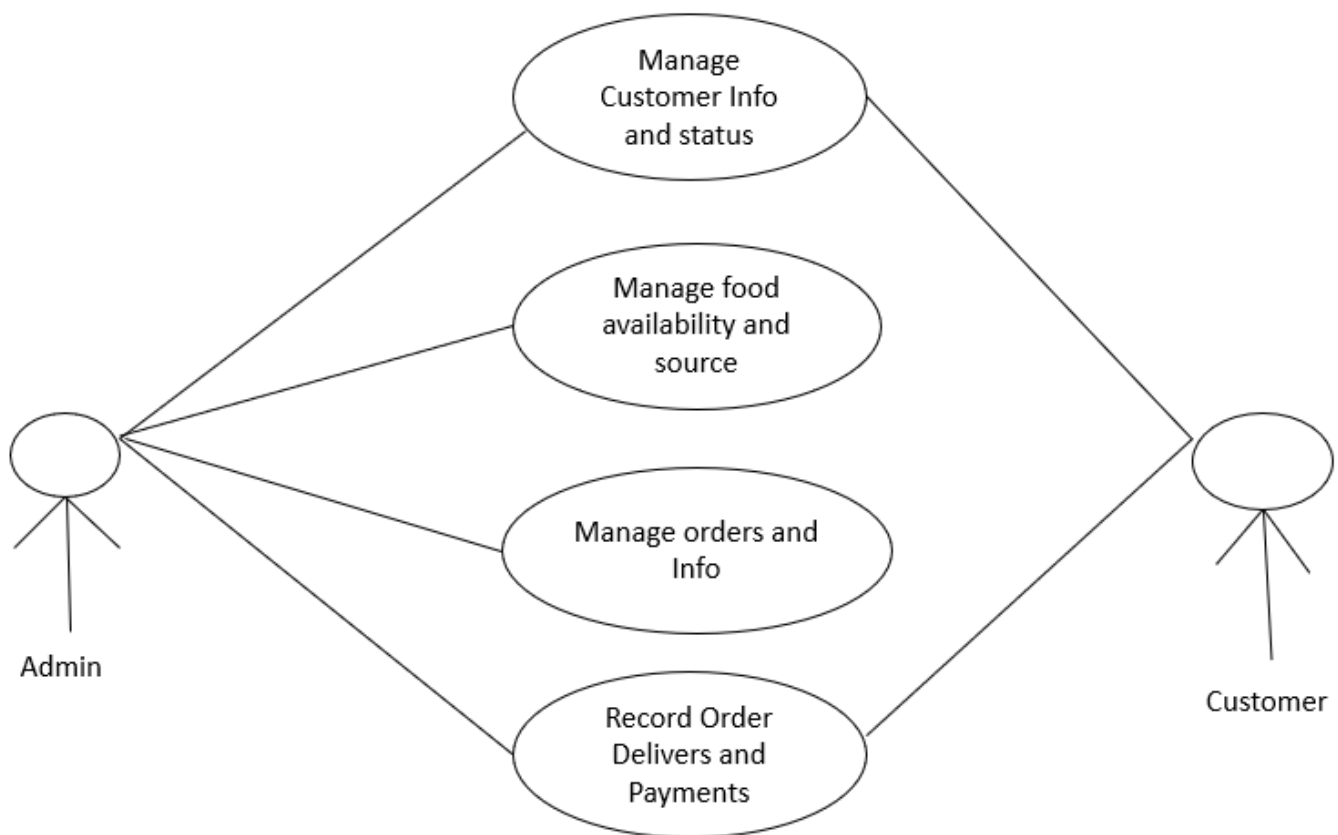 Manage
Customer Info
and status
Manage food
availability and
source
Manage orders and
Info
Admin
Record Order
Delivers and
Payments
Customer